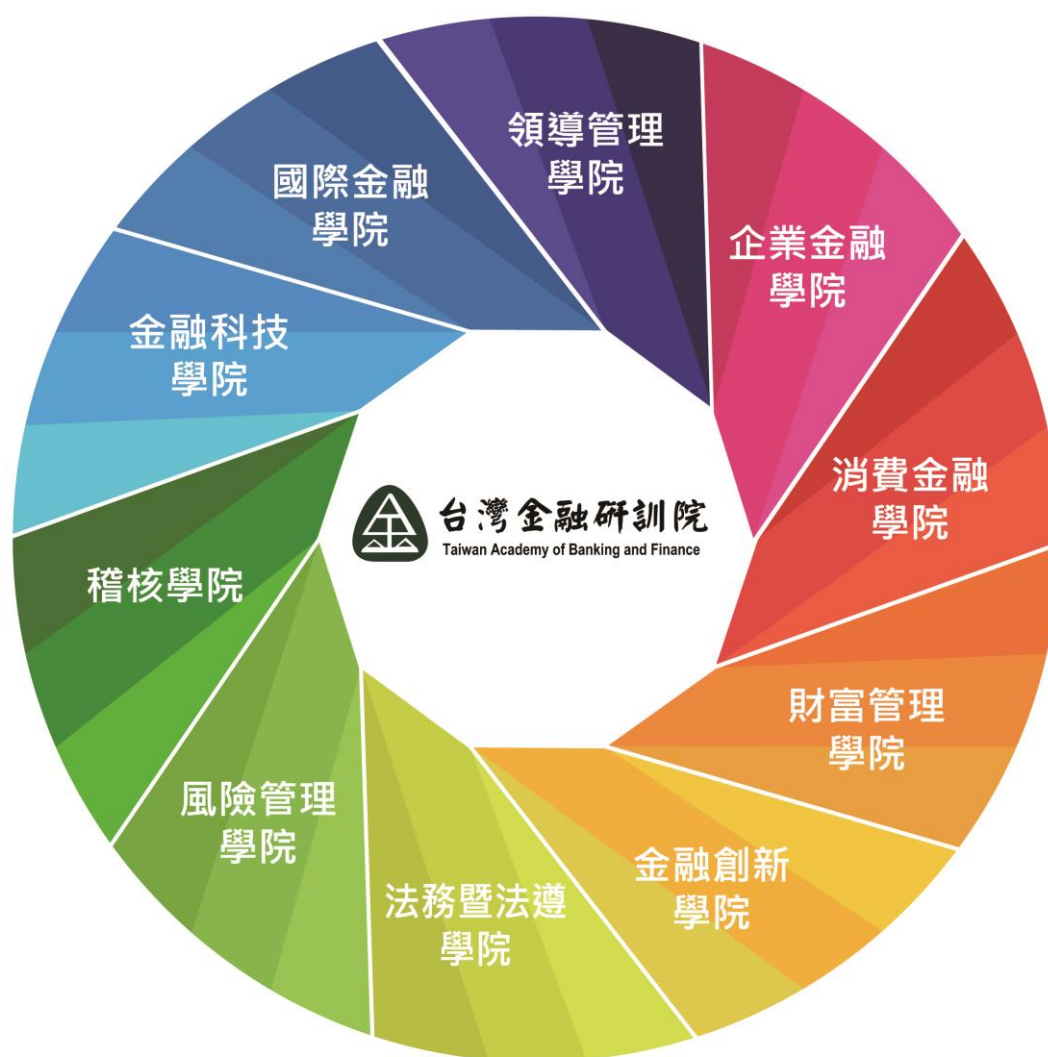 領導管理
學院
企業金融
學院
消費金融
學院
財富管理
學院
金融創新
學院
法務暨法遵
學院
風險管理
學院
稽核學院
金融科技
學院
國際金融
學院
台灣金融研訓院
Taiwan Academy of Banking and Finance